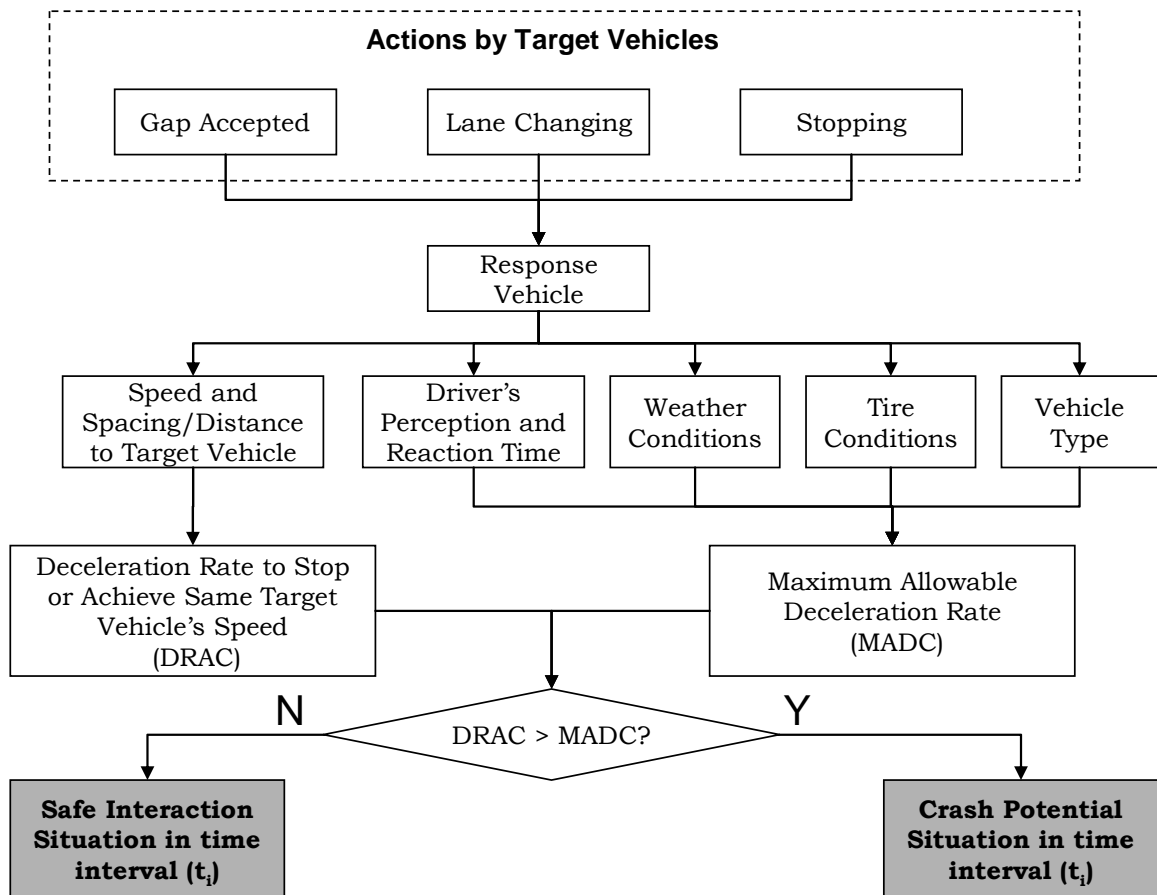 Actions by Target Vehicles
Gap Accepted
Lane Changing
Stopping
Response
Vehicle
Speed and
Spacing/Distance
to Target Vehicle
Driver's
Perception and
Reaction Time
Weather
Conditions
Tire
Conditions
Vehicle
Type
Deceleration Rate to Stop
or Achieve Same Target
Vehicle's Speed
(DRAC)
Maximum Allowable
Deceleration Rate
(MADC)
N
DRAC > MADC?
Y
Safe Interaction
Situation in time
interval (tᵢ)
Crash Potential
Situation in time
interval (tᵢ)